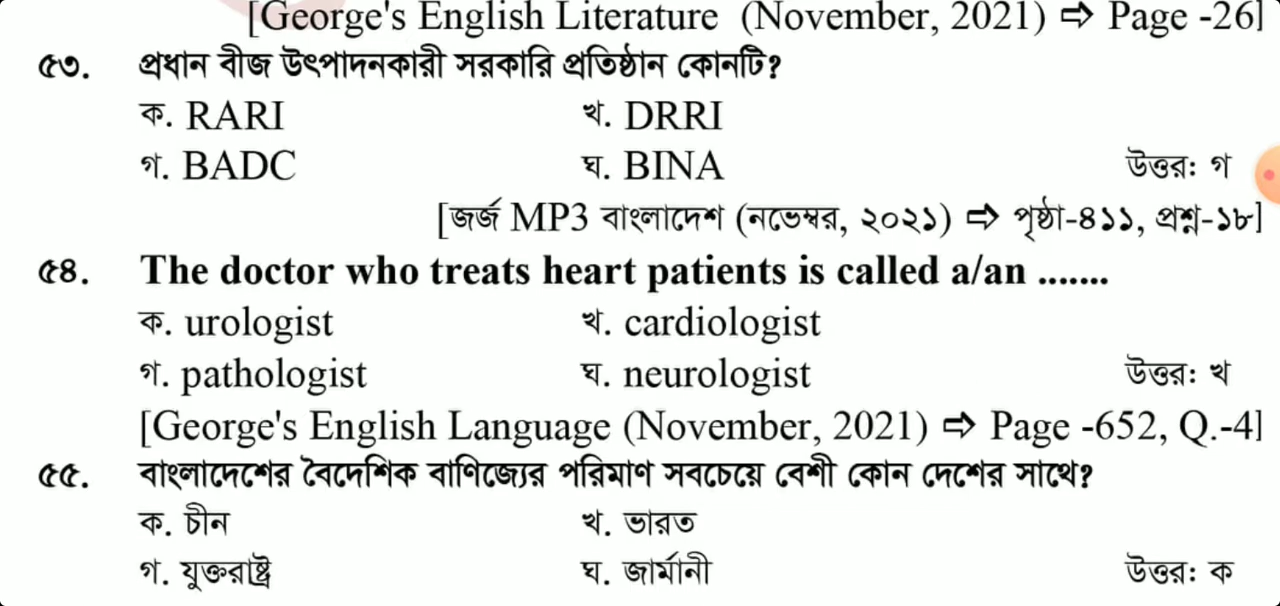 [George's English Literature (November, 2021) ⇨ Page -26]
৫৩. প্রধান বীজ উৎপাদনকারী সরকারি প্রতিষ্ঠান কোনটি?
ক. RARI খ. DRRI
গ. BADC ঘ. BINA উত্তর: গ
[জর্জ MP3 বাংলাদেশ (নভেম্বর, ২০২১) ⇨ পৃষ্ঠা-৪১১, প্রশ্ন-১৮]
৫৪. The doctor who treats heart patients is called a/an .......
ক. urologist খ. cardiologist
গ. pathologist ঘ. neurologist উত্তর: খ
[George's English Language (November, 2021) ⇨ Page -652, Q.-4]
৫৫. বাংলাদেশের বৈদেশিক বাণিজ্যের পরিমাণ সবচেয়ে বেশী কোন দেশের সাথে?
ক. চীন খ. ভারত
গ. যুক্তরাষ্ট্র ঘ. জার্মানী উত্তর: ক